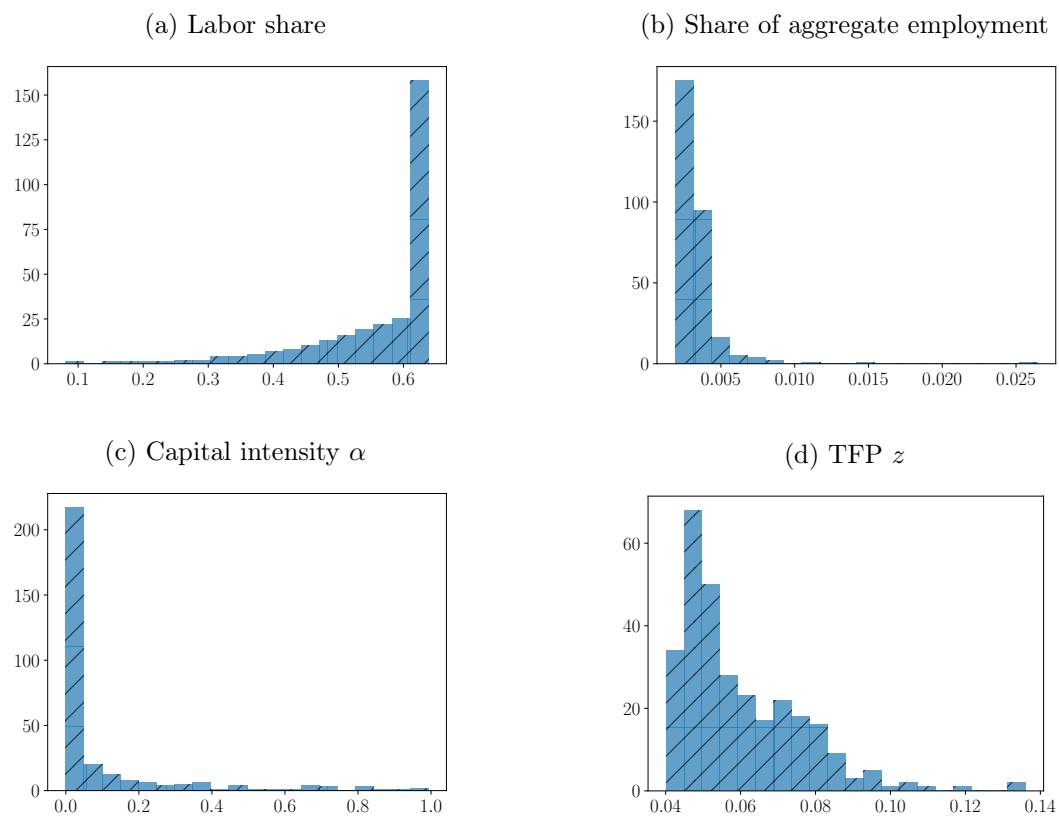 (a) Labor share
150
125
100
75
50
25
0
0.1 0.2 0.3 0.4 0.5 0.6
(b) Share of aggregate employment
150
100
50
0
0.005 0.010 0.015 0.020 0.025
(c) Capital intensity α
200
150
100
50
0
0.0 0.2 0.4 0.6 0.8 1.0
(d) TFP z
60
40
20
0
0.04 0.06 0.08 0.10 0.12 0.14